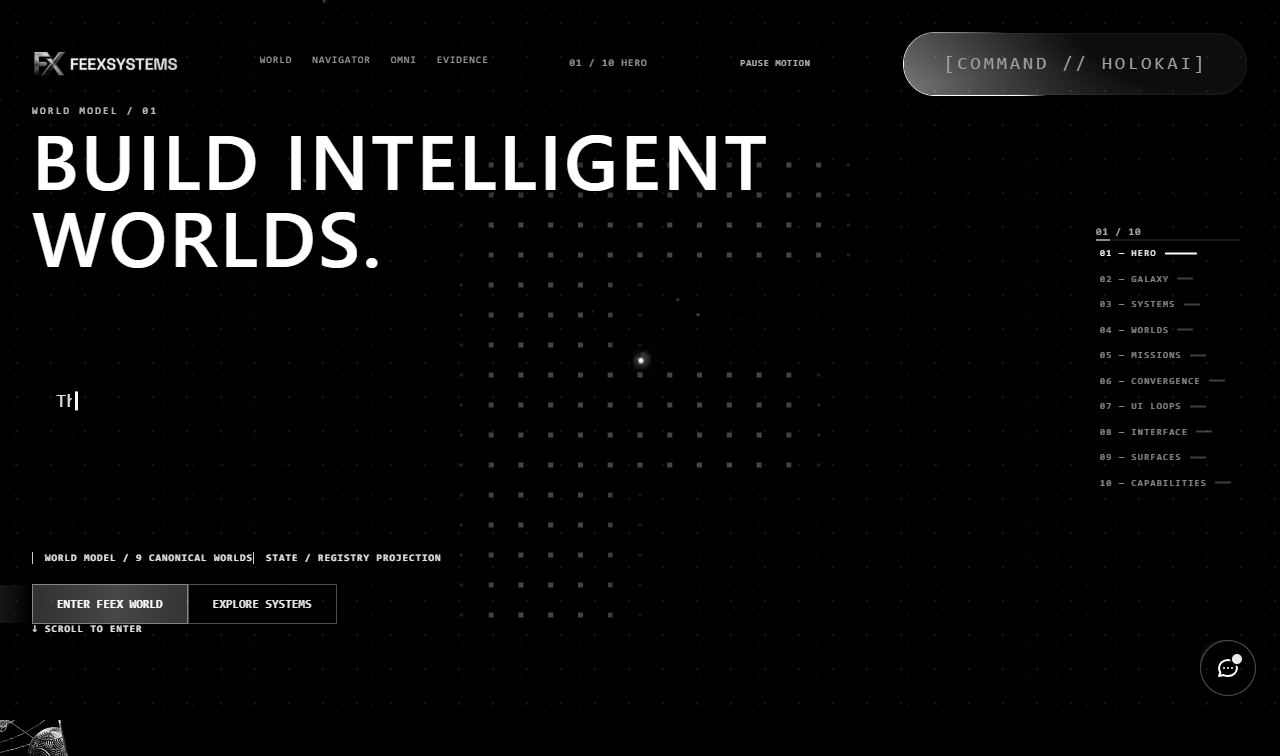 FX FEEXSYSTEMS
WORLD NAVIGATOR OMNI EVIDENCE
01 / 10 HERO
PAUSE MOTION
[COMMAND // HOLOKAI]
WORLD MODEL / 01
BUILD INTELLIGENT
WORLDS.
01 / 10
01 — HERO
02 — GALAXY
03 — SYSTEMS
04 — WORLDS
05 — MISSIONS
06 — CONVERGENCE
07 — UI LOOPS
08 — INTERFACE
09 — SURFACES
10 — CAPABILITIES
WORLD MODEL / 9 CANONICAL WORLDS
STATE / REGISTRY PROJECTION
ENTER FEEX WORLD
EXPLORE SYSTEMS
↓ SCROLL TO ENTER